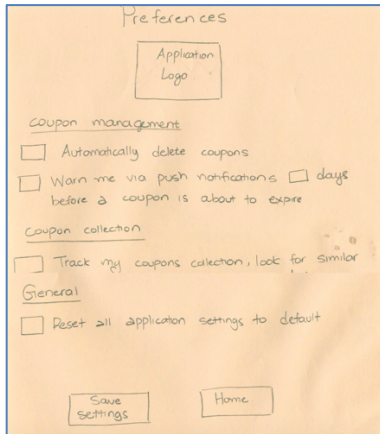 Preferences
Application
Logo
Coupon management
Automatically delete coupons
Warn me via push notifications days
before a coupon is about to expire
Coupon collection
Track my coupons collection, look for similar
General
Reset all application settings to default
Save
settings
Home